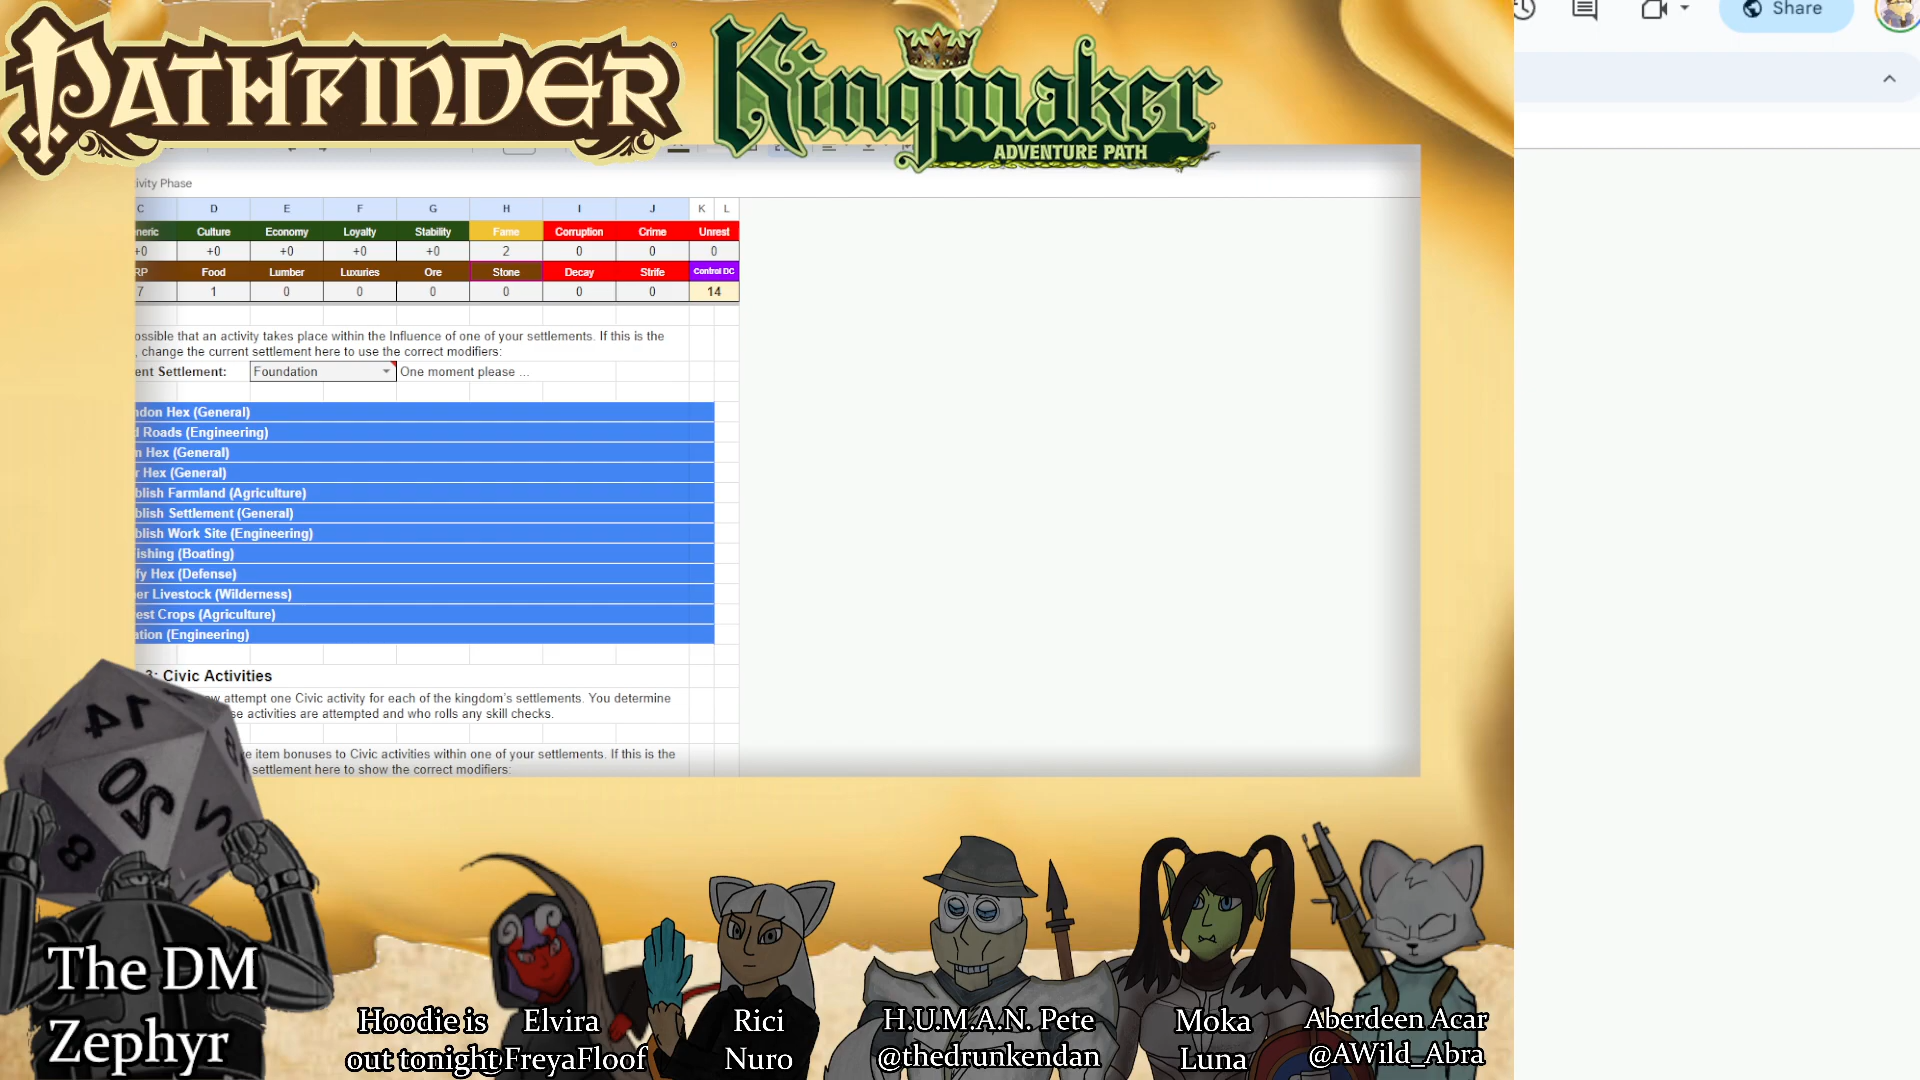 PATHFINDER
Kingmaker
ADVENTURE PATH
Share
ivity Phase
C D E F G H I J K L
neric Culture Economy Loyalty Stability Fame Corruption Crime Unrest
+0 +0 +0 +0 +0 2 0 0 0
RP Food Lumber Luxuries Ore Stone Decay Strife Control DC
7 1 0 0 0 0 0 0 14
ossible that an activity takes place within the Influence of one of your settlements. If this is the
, change the current settlement here to use the correct modifiers:
ent Settlement: Foundation One moment please ...
ndon Hex (General)
d Roads (Engineering)
n Hex (General)
r Hex (General)
blish Farmland (Agriculture)
blish Settlement (General)
blish Work Site (Engineering)
ishing (Boating)
fy Hex (Defense)
er Livestock (Wilderness)
est Crops (Agriculture)
ation (Engineering)
3: Civic Activities
ow attempt one Civic activity for each of the kingdom's settlements. You determine
se activities are attempted and who rolls any skill checks.
e item bonuses to Civic activities within one of your settlements. If this is the
settlement here to show the correct modifiers:
14
20
2
8
The DM
Zephyr
Hoodie is
out tonight
Elvira
FreyaFloof
Rici
Nuro
H.U.M.A.N. Pete
@thedrunkendan
Moka
Luna
Aberdeen Acar
@AWild_Abra